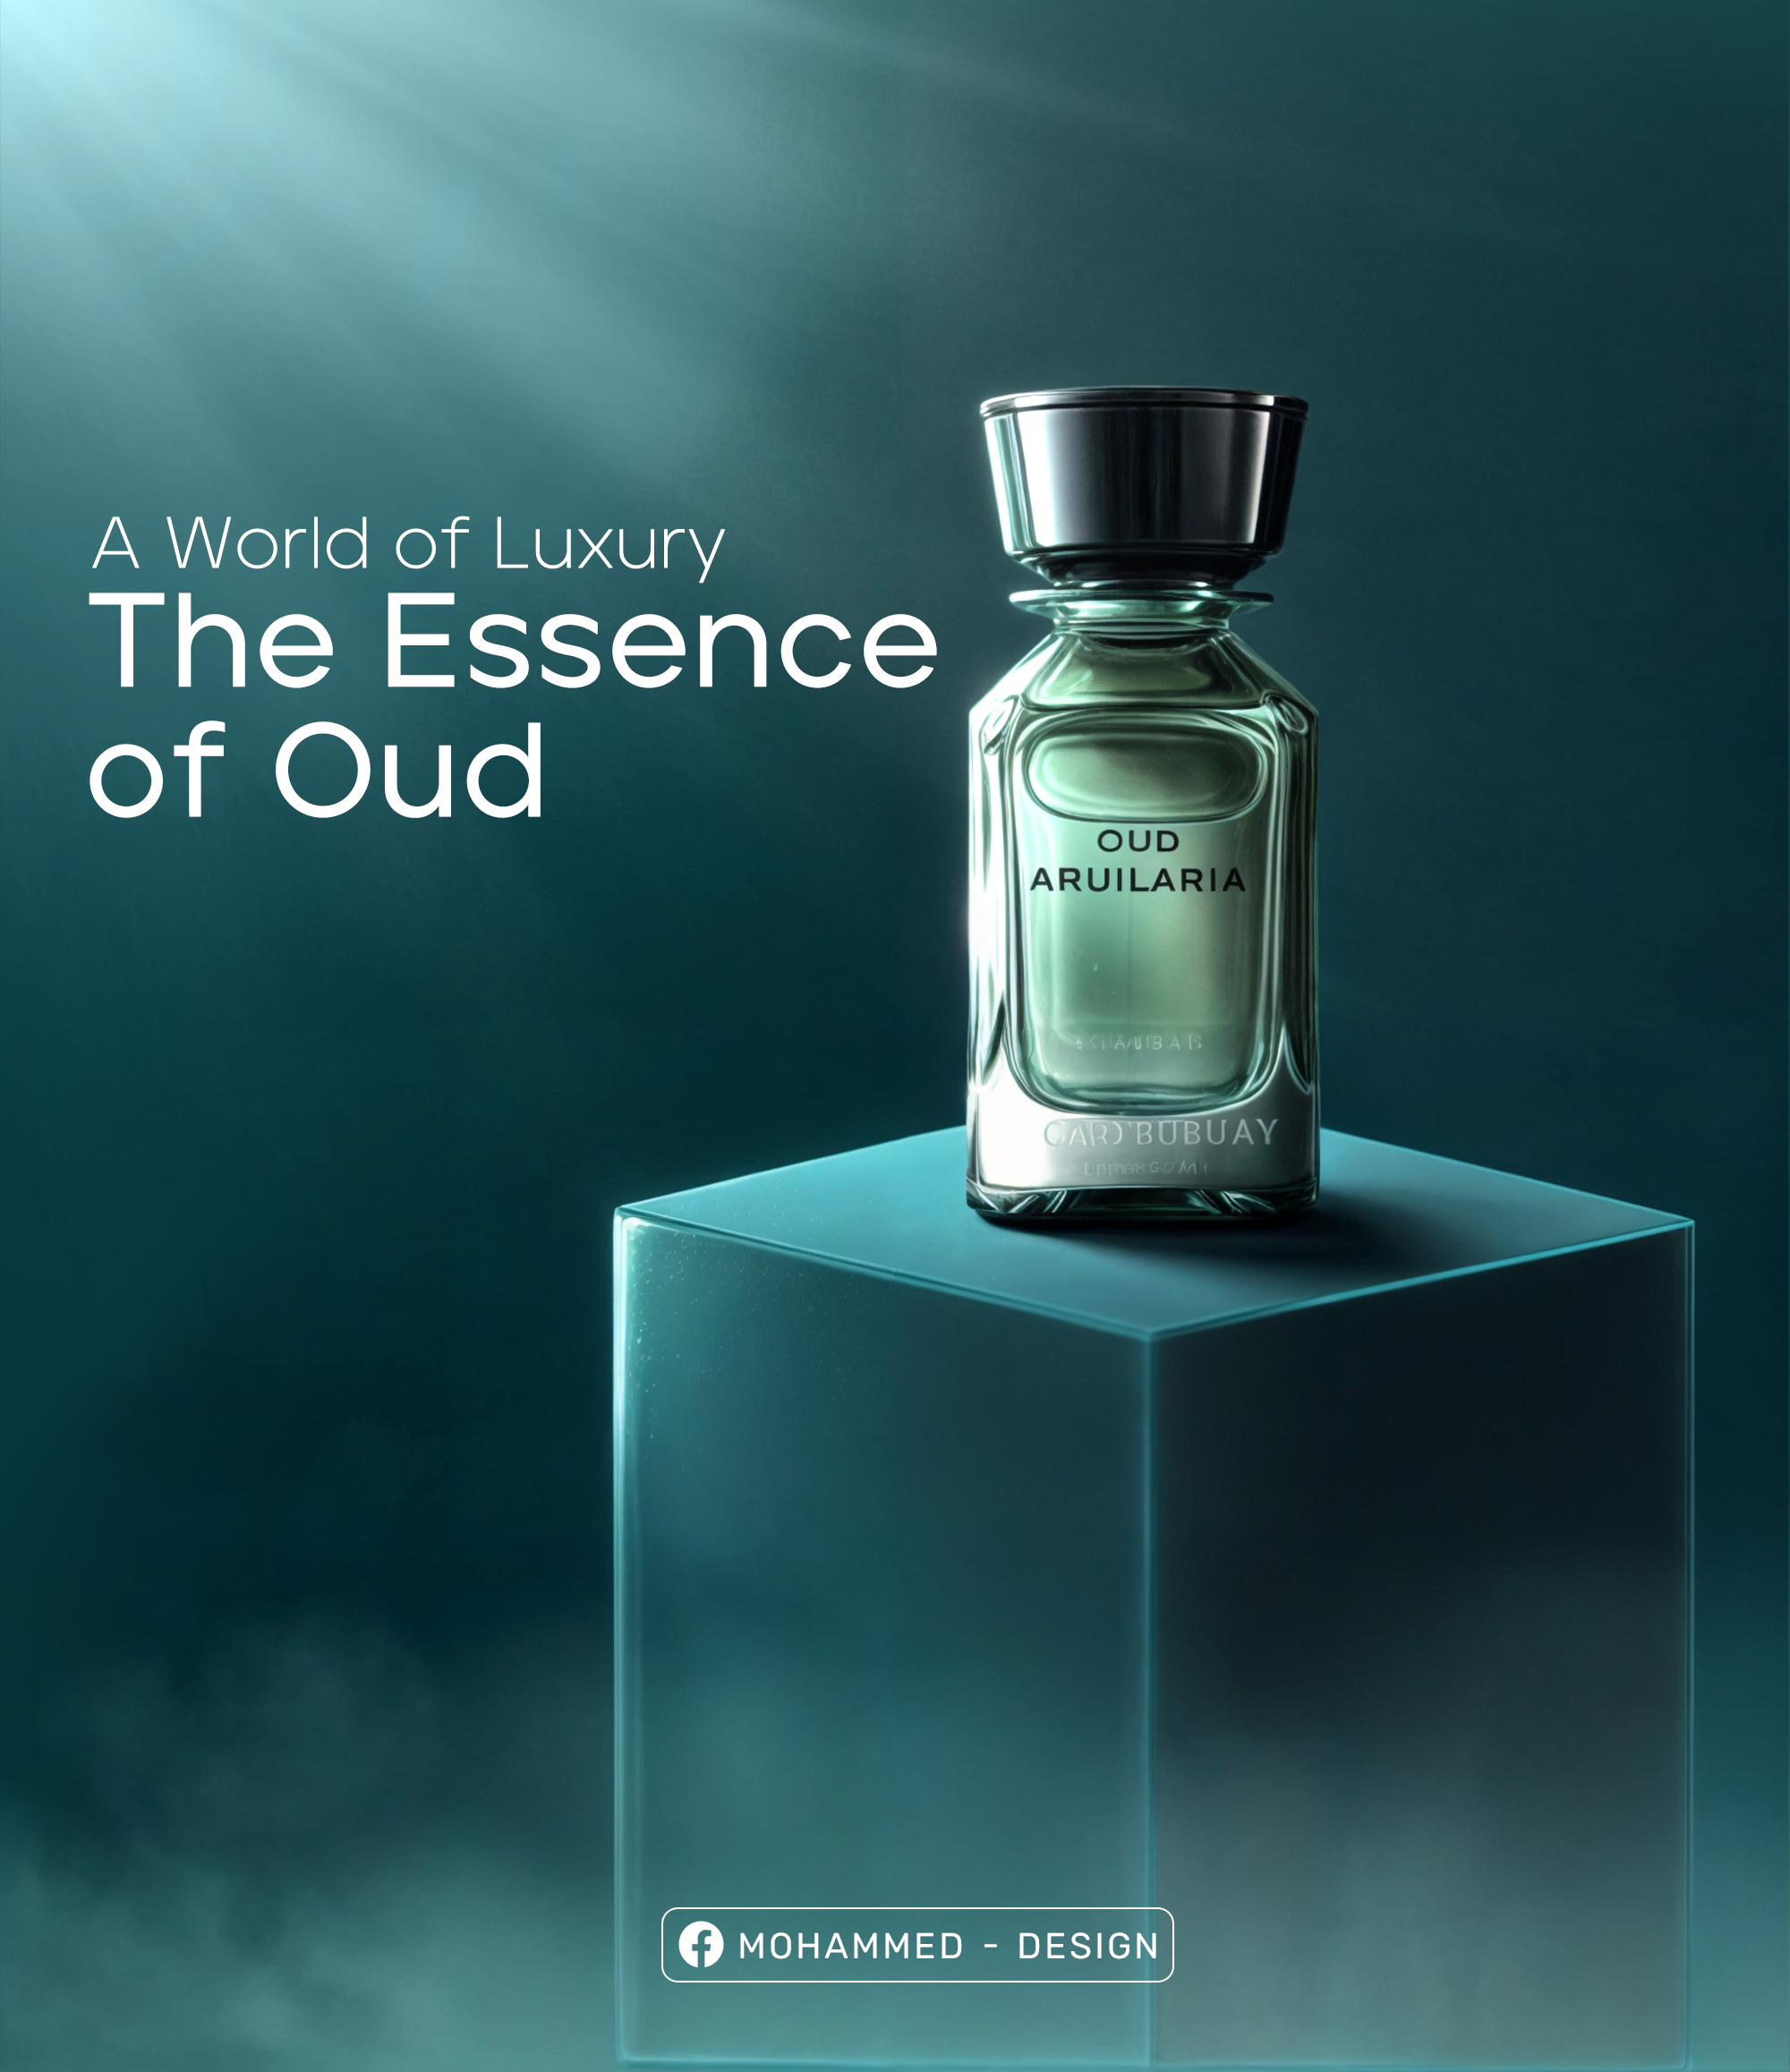 A World of Luxury
The Essence
of Oud
OUD
ARUILARIA
MOHAMMED - DESIGN